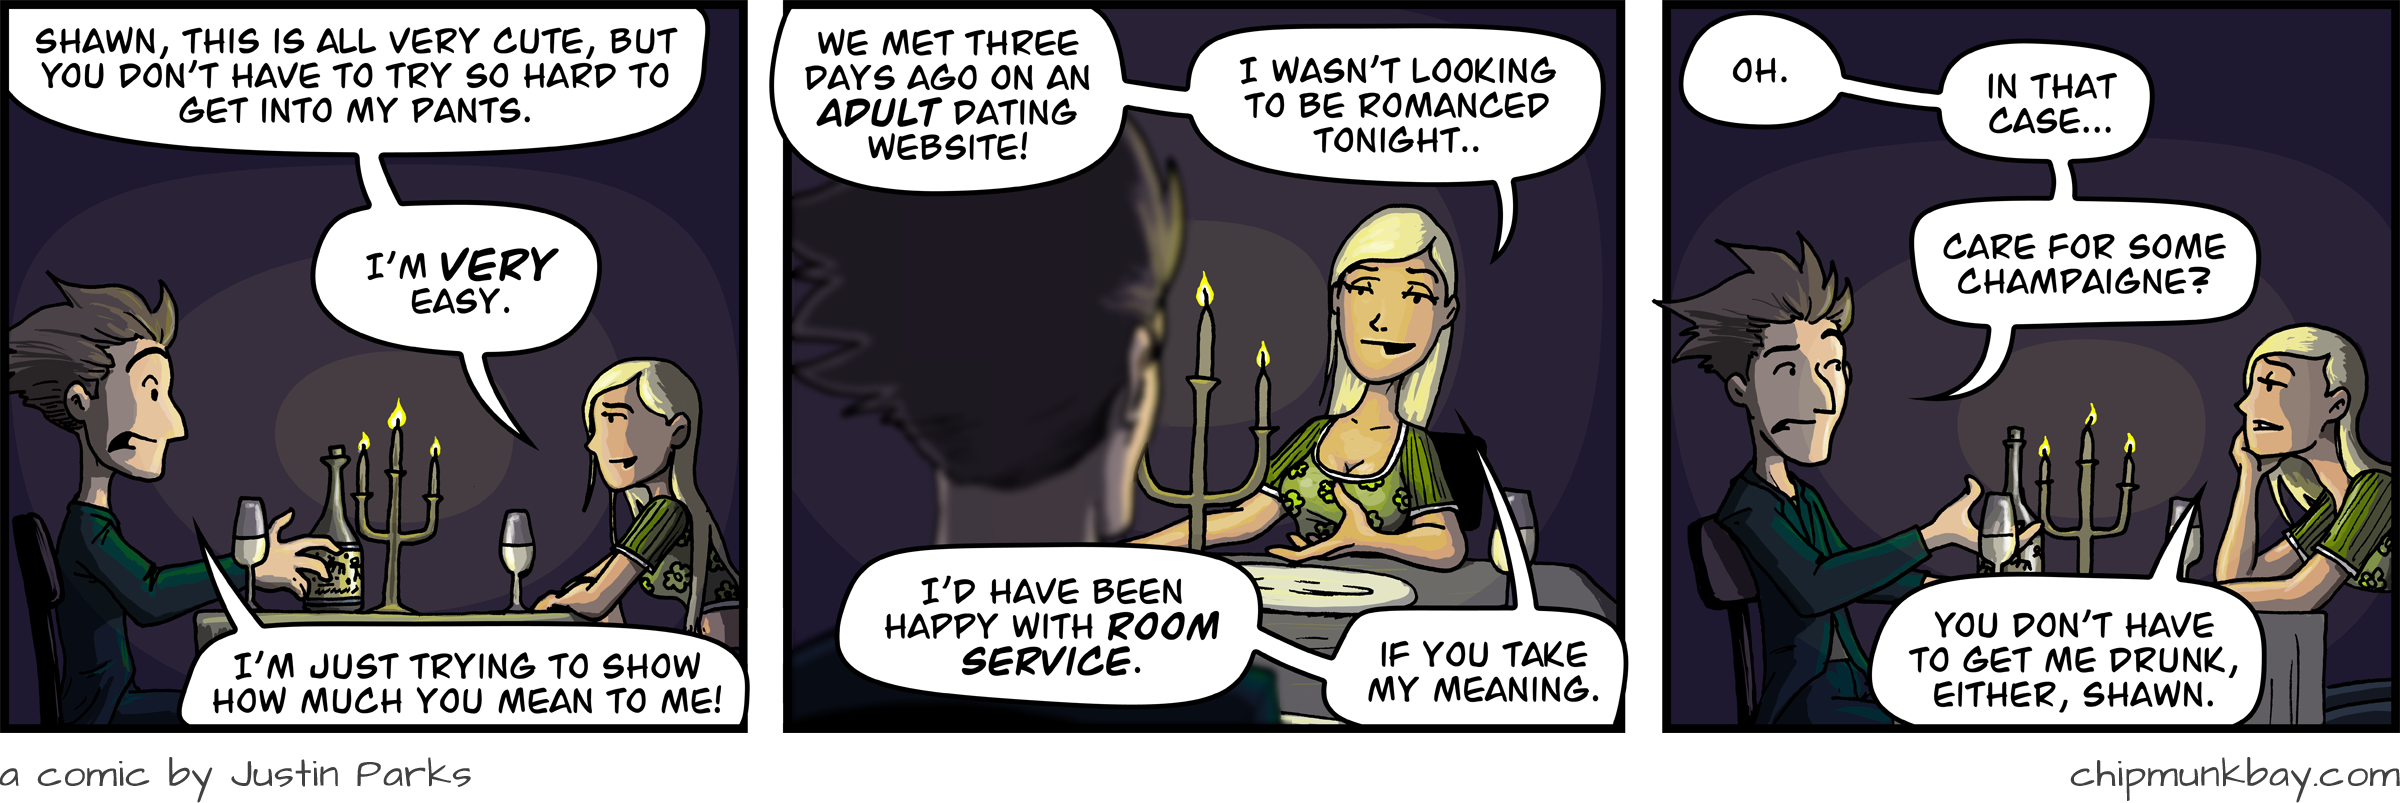 SHAWN, THIS IS ALL VERY CUTE, BUT
YOU DON'T HAVE TO TRY SO HARD TO
GET INTO MY PANTS.
I'M VERY
EASY.
I'M JUST TRYING TO SHOW
HOW MUCH YOU MEAN TO ME!
WE MET THREE
DAYS AGO ON AN
ADULT DATING
WEBSITE!
I WASN'T LOOKING
TO BE ROMANCED
TONIGHT..
I'D HAVE BEEN
HAPPY WITH ROOM
SERVICE.
IF YOU TAKE
MY MEANING.
OH.
IN THAT
CASE...
CARE FOR SOME
CHAMPAIGNE?
YOU DON'T HAVE
TO GET ME DRUNK,
EITHER, SHAWN.
a comic by Justin Parks
chipmunkbay.com